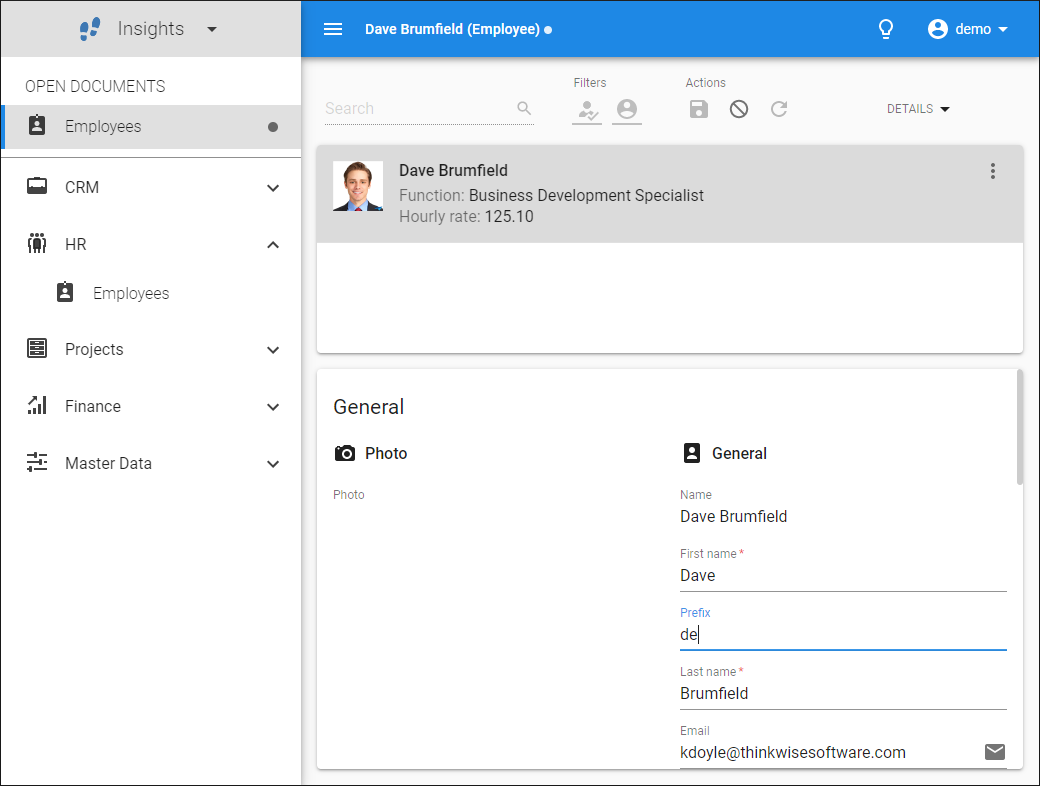 Insights
Dave Brumfield (Employee)
demo
OPEN DOCUMENTS
Employees
CRM
HR
Employees
Projects
Finance
Master Data
Filters
Actions
Search
DETAILS
Dave Brumfield
Function: Business Development Specialist
Hourly rate: 125.10
General
Photo
Photo
General
Name
Dave Brumfield
First name *
Dave
Prefix
de
Last name *
Brumfield
Email
kdoyle@thinkwisesoftware.com